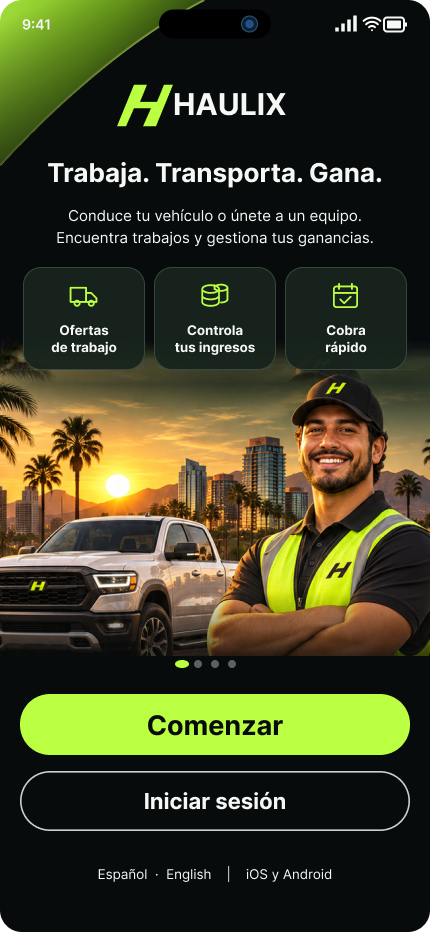 9:41
HAULIX
Trabaja. Transporta. Gana.
Conduce tu vehículo o únete a un equipo.
Encuentra trabajos y gestiona tus ganancias.
Ofertas
de trabajo
Controla
tus ingresos
Cobra
rápido
H
H
H
Comenzar
Iniciar sesión
Español · English | iOS y Android